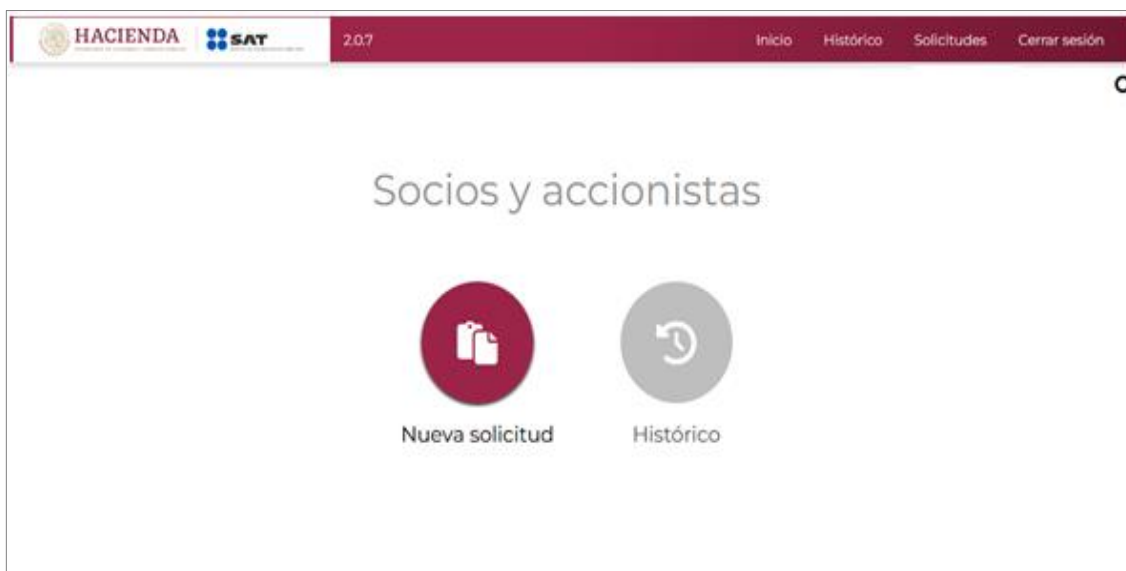 HACIENDA
SAT
2.0.7
Inicio
Histórico
Solicitudes
Cerrar sesión
Socios y accionistas
Nueva solicitud
Histórico